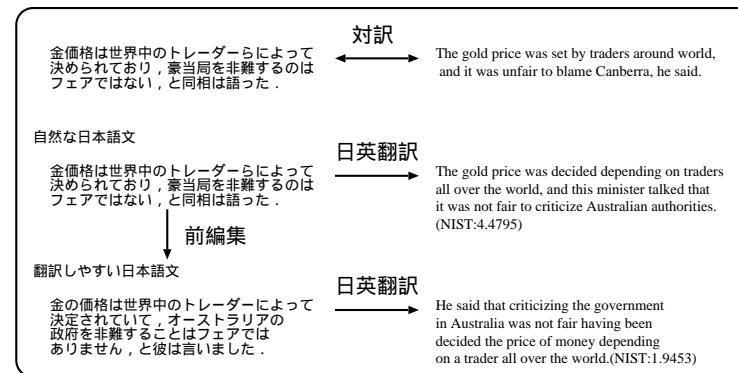 対訳
金価格は世界中のトレーダーらによって
決められており，豪当局を非難するのは
フェアではない，と同相は語った．
The gold price was set by traders around world,
and it was unfair to blame Canberra, he said.
自然な日本語文
日英翻訳
金価格は世界中のトレーダーらによって
決められており，豪当局を非難するのは
フェアではない，と同相は語った．
The gold price was decided depending on traders
all over the world, and this minister talked that
it was not fair to criticize Australian authorities.
(NIST:4.4795)
前編集
翻訳しやすい日本語文
日英翻訳
金の価格は世界中のトレーダーによって
決定されていて，オーストラリアの
政府を非難することはフェアでは
ありません，と彼は言いました．
He said that criticizing the government
in Australia was not fair having been
decided the price of money depending
on a trader all over the world.(NIST:1.9453)